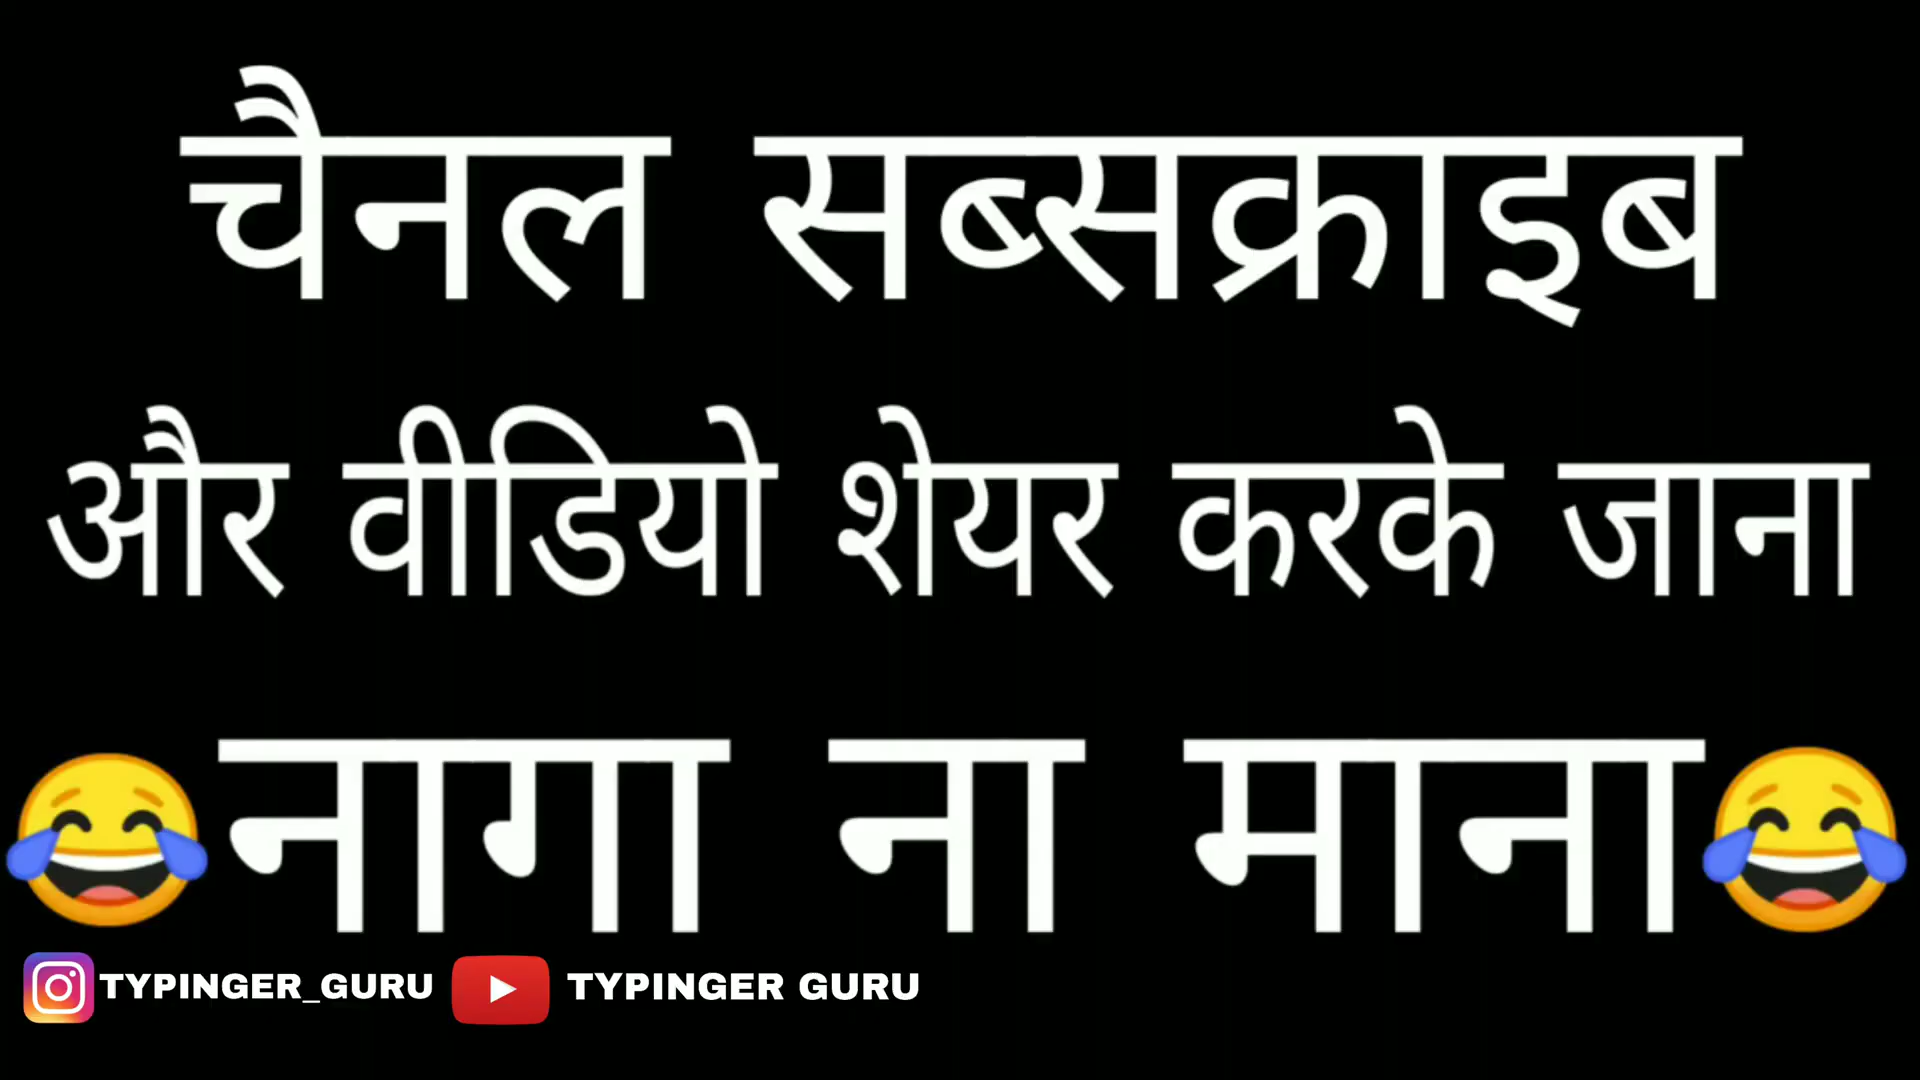 चैनल सब्सक्राइब
और वीडियो शेयर करके जाना
😂नागा ना माना😂
TYPINGER_GURU TYPINGER GURU